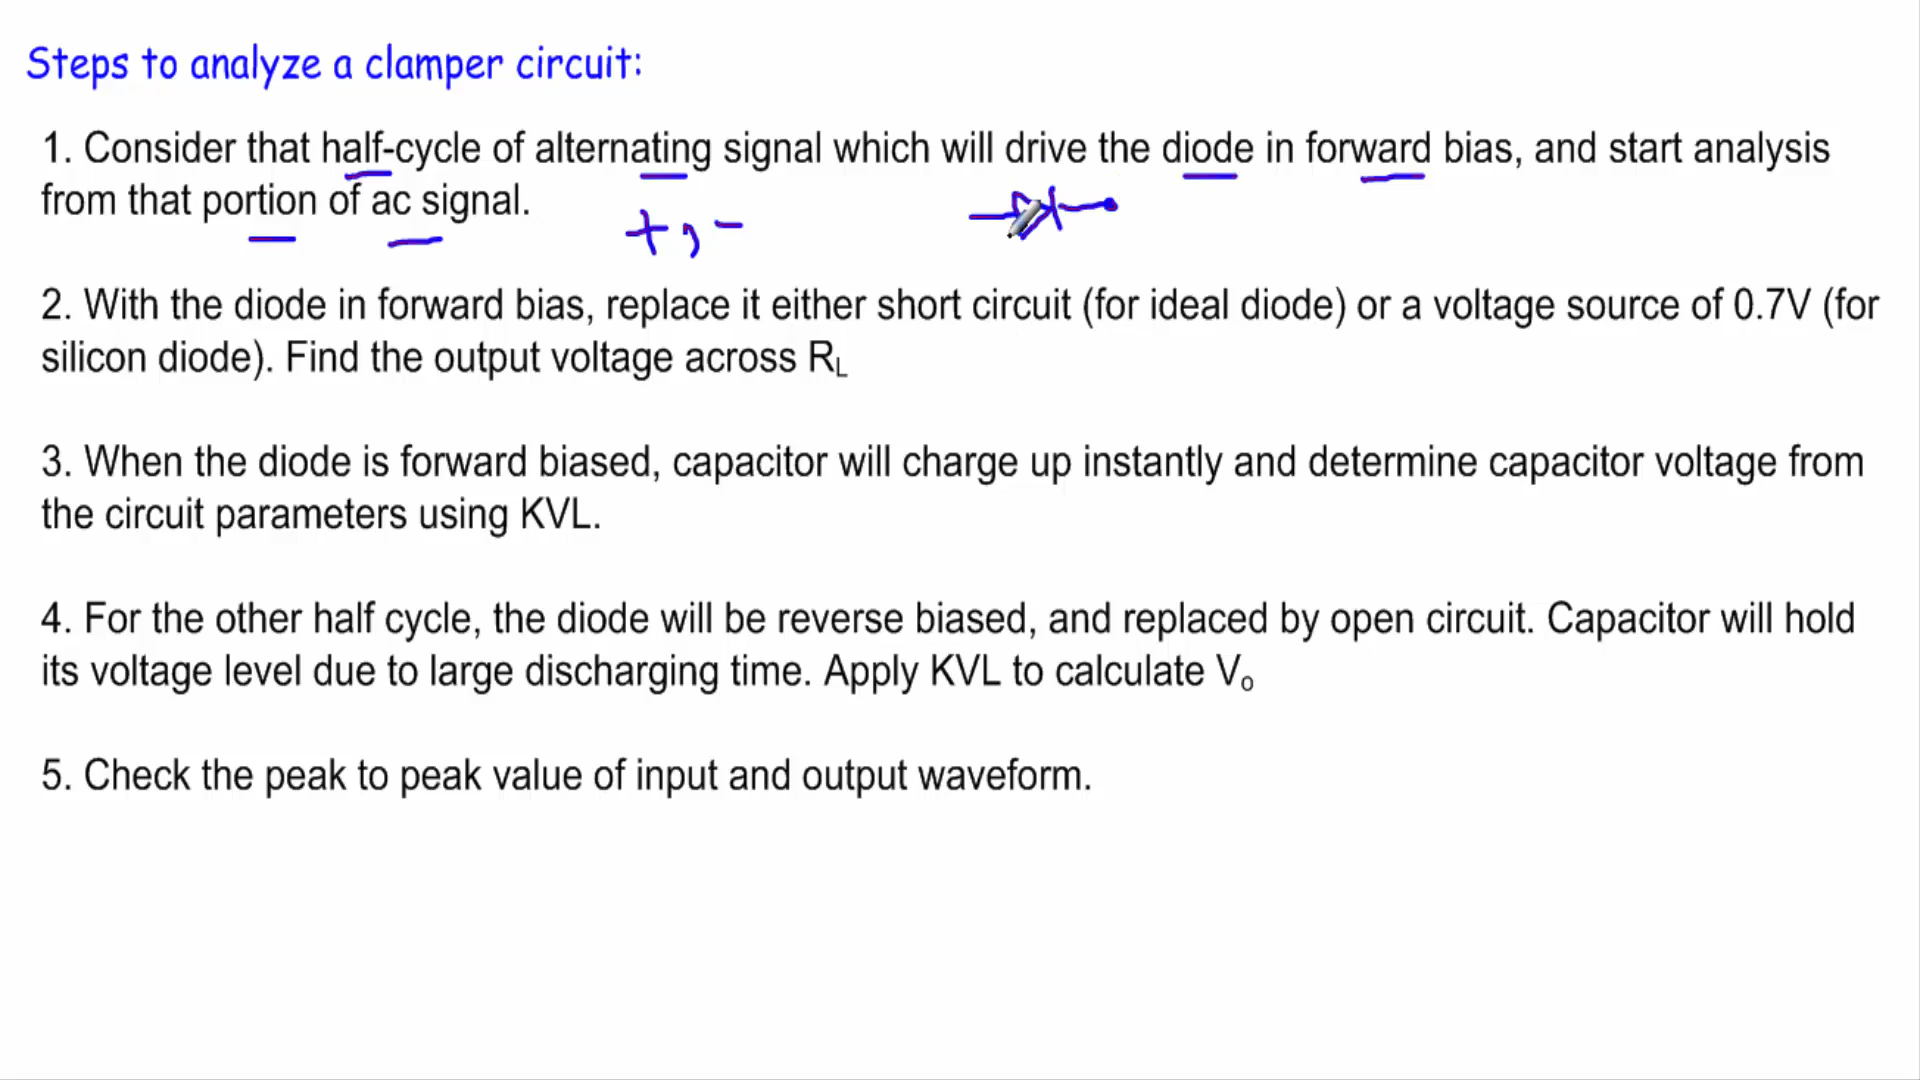 Steps to analyze a clamper circuit:
1. Consider that half-cycle of alternating signal which will drive the diode in forward bias, and start analysis
from that portion of ac signal.
+, -
2. With the diode in forward bias, replace it either short circuit (for ideal diode) or a voltage source of 0.7V (for
silicon diode). Find the output voltage across RL
3. When the diode is forward biased, capacitor will charge up instantly and determine capacitor voltage from
the circuit parameters using KVL.
4. For the other half cycle, the diode will be reverse biased, and replaced by open circuit. Capacitor will hold
its voltage level due to large discharging time. Apply KVL to calculate Vo
5. Check the peak to peak value of input and output waveform.